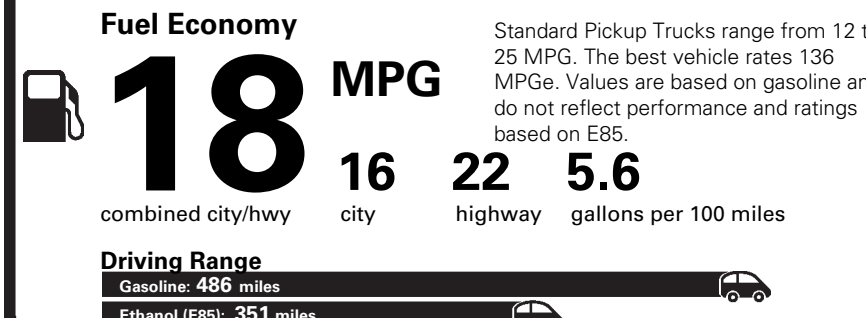 Fuel Economy
18 MPG
Standard Pickup Trucks range from 12
25 MPG. The best vehicle rates 136
MPGe. Values are based on gasoline
do not reflect performance and ratings
based on E85.
16 22 5.6
combined city/hwy city highway gallons per 100 miles
Driving Range
Gasoline: 486 miles
Ethanol (E85): 351 miles